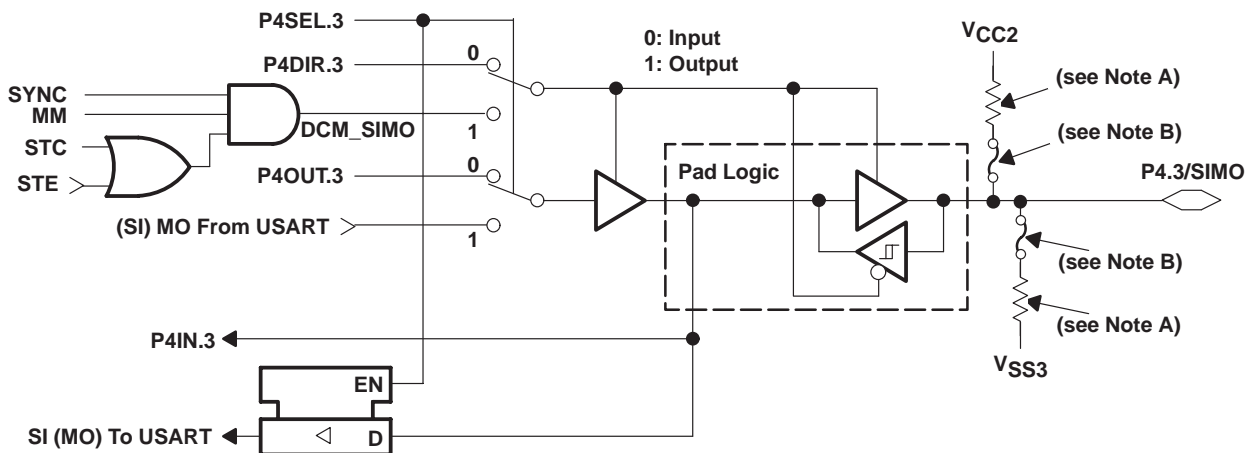 P4SEL.3
P4DIR.3
0
1
0: Input
1: Output
VCC2
(see Note A)
(see Note B)
SYNC
MM
STC
STE
DCM_SIMO
P4OUT.3
0
1
(SI) MO From USART
Pad Logic
P4.3/SIMO
(see Note B)
(see Note A)
VSS3
P4IN.3
EN
D
SI (MO) To USART